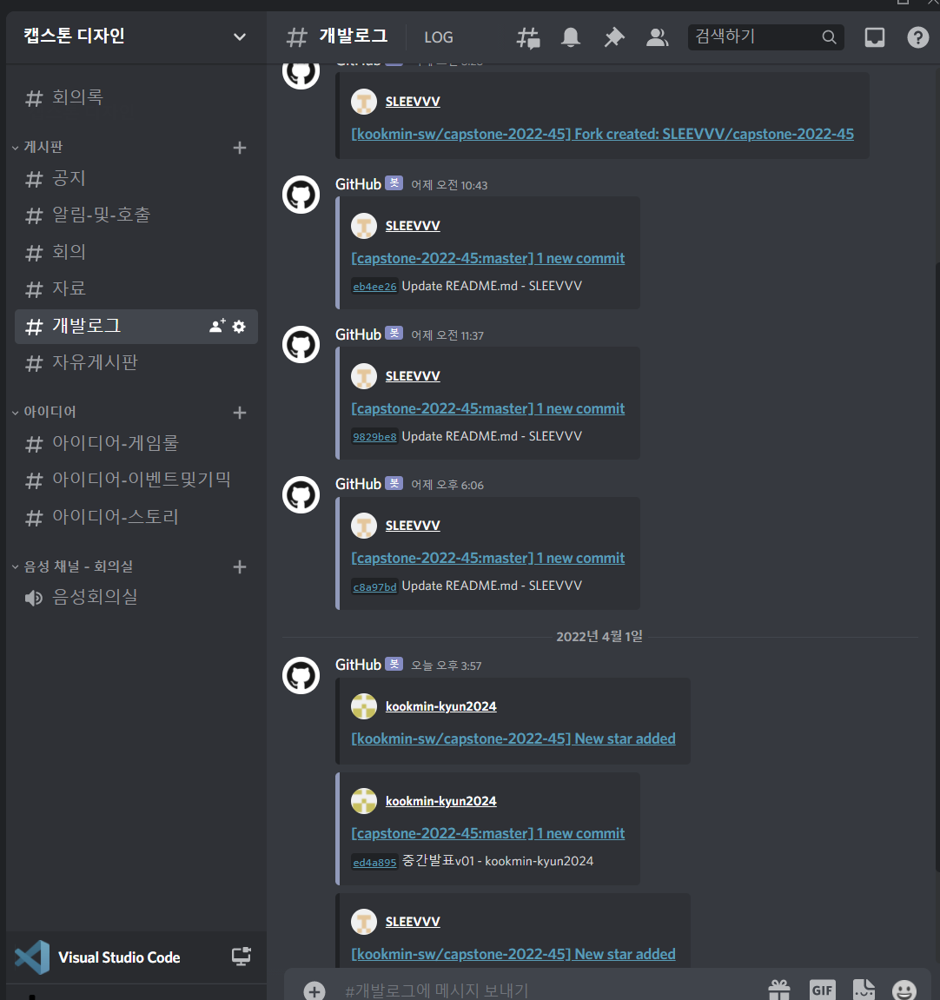 캡스톤 디자인
회의록
게시판
공지
알림-및-호출
회의
자료
개발로그
자유게시판
아이디어
아이디어-게임룰
아이디어-이벤트및기믹
아이디어-스토리
음성 채널 - 회의실
음성회의실
Visual Studio Code
개발로그
LOG
검색하기
SLEEVVV
[kookmin-sw/capstone-2022-45] Fork created: SLEEVVV/capstone-2022-45
GitHub 봇 어제 오전 10:43
SLEEVVV
[capstone-2022-45:master] 1 new commit
eb4ee26 Update README.md - SLEEVVV
GitHub 봇 어제 오전 11:37
SLEEVVV
[capstone-2022-45:master] 1 new commit
9829be8 Update README.md - SLEEVVV
GitHub 봇 어제 오후 6:06
SLEEVVV
[capstone-2022-45:master] 1 new commit
c8a97bd Update README.md - SLEEVVV
2022년 4월 1일
GitHub 봇 오늘 오후 3:57
kookmin-kyun2024
[kookmin-sw/capstone-2022-45] New star added
kookmin-kyun2024
[capstone-2022-45:master] 1 new commit
ed4a895 중간발표v01 - kookmin-kyun2024
SLEEVVV
[kookmin-sw/capstone-2022-45] New star added
#개발로그에 메시지 보내기
GIF